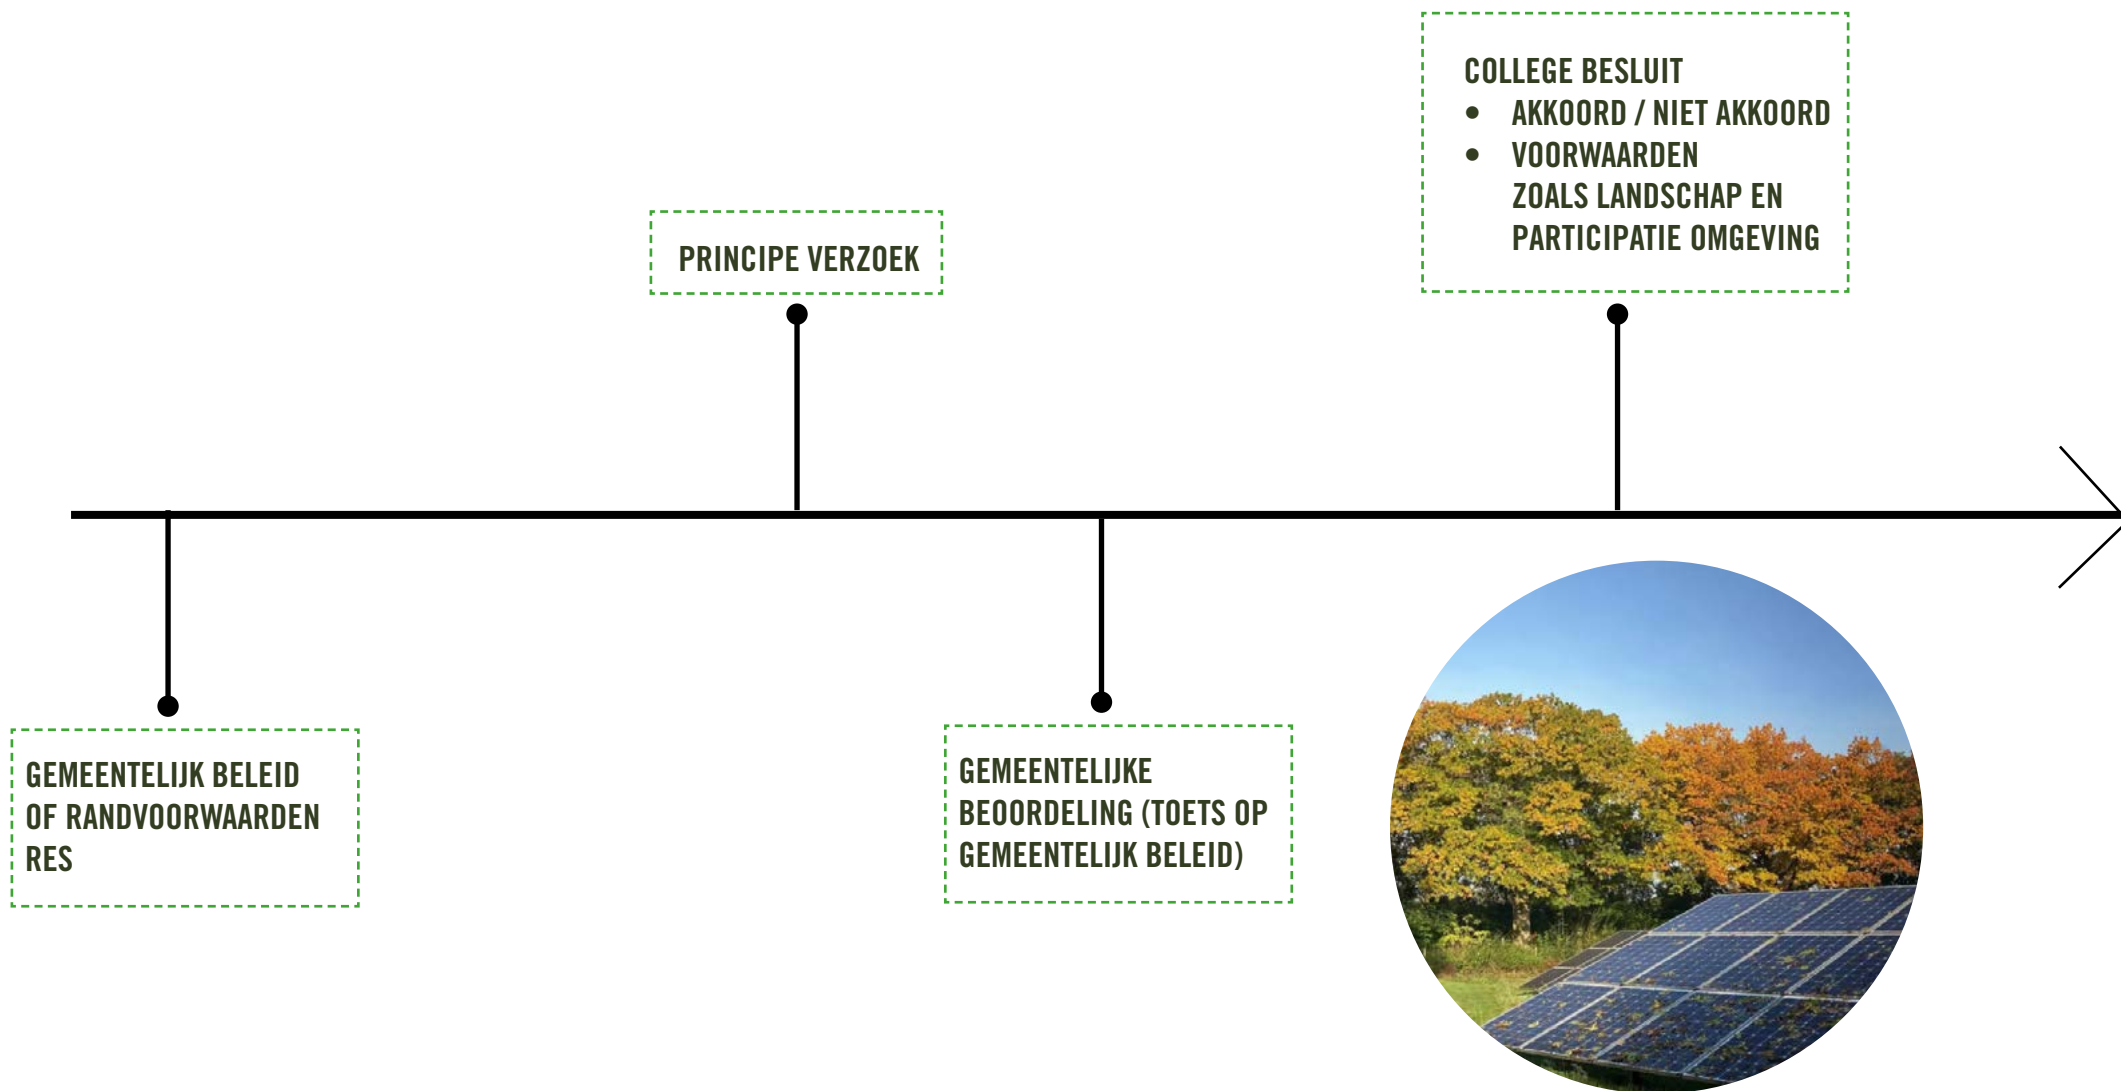 COLLEGE BESLUIT
• AKKOORD / NIET AKKOORD
• VOORWAARDEN
ZOALS LANDSCHAP EN
PARTICIPATIE OMGEVING
PRINCIPE VERZOEK
GEMEENTELIJK BELEID
OF RANDVOORWAARDEN
RES
GEMEENTELIJKE
BEOORDELING (TOETS OP
GEMEENTELIJK BELEID)